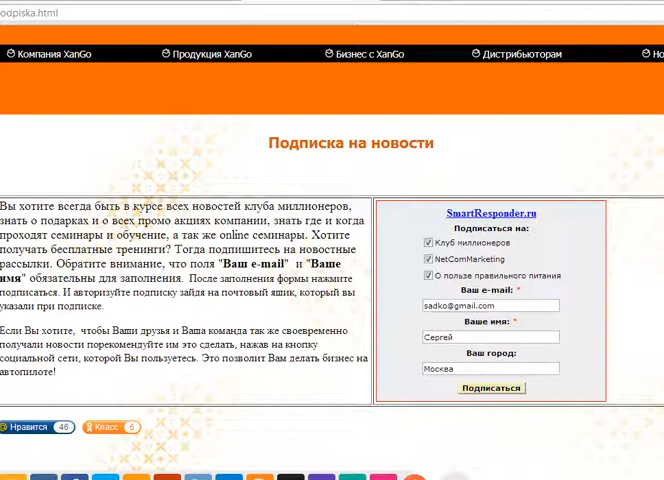 odpiska.html
Компания XanGo
Продукция XanGo
Бизнес с XanGo
Дистрибьюторам
Но
Подписка на новости
Вы хотите всегда быть в курсе всех новостей клуба миллионеров,
знать о подарках и о всех промо акциях компании, знать где и когда
проходят семинары и обучение, а так же online семинары. Хотите
получать бесплатные тренинги? Тогда подпишитесь на новостные
рассылки. Обратите внимание, что поля "Ваш e-mail" и "Ваше
имя" обязательны для заполнения. После заполнения формы нажмите
подписаться. И авторизуйте подписку зайдя на почтовый ящик, который вы
указали при подписке.
Если Вы хотите, чтобы Ваши друзья и Ваша команда так же своевременно
получали новости порекомендуйте им это сделать, нажав на кнопку
социальной сети, которой Вы пользуетесь. Это позволит Вам делать бизнес на
автопилоте!
SmartResponder.ru
Подписаться на:
Клуб миллионеров
NetComMarketing
О пользе правильного питания
Ваш e-mail: *
sadko@gmail.com
Ваше имя: *
Сергей
Ваш город:
Москва
Подписаться
Нравится 46
Класс 6